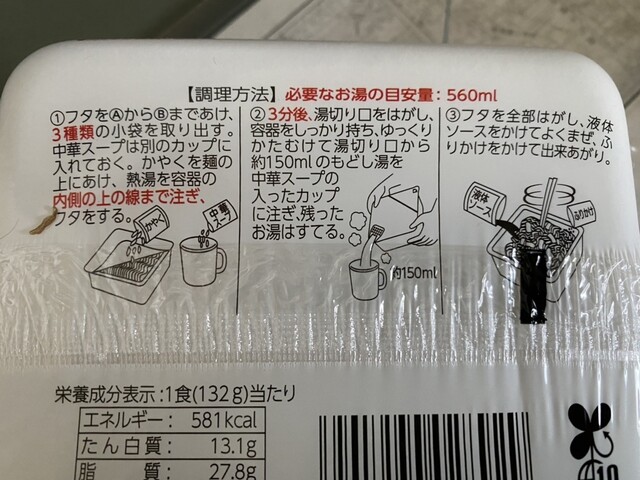 【調理方法】必要なお湯の目安量：560ml
①フタをⒶからⒷまであけ、
3種類の小袋を取り出す。
中華スープは別のカップに
入れておく。かやくを麺の
上にあけ、熱湯を容器の
内側の上の線まで注ぎ、
フタをする。
かやく
中華スープ
②3分後、湯切り口をはがし、
容器をしっかり持ち、ゆっくり
かたむけて湯切り口から
約150mlのもどし湯を
中華スープの
入ったカップ
に注ぎ、残った
お湯はすてる。
約150ml
③フタを全部はがし、液体
ソースをかけてよくまぜ、ふ
りかけをかけて出来あがり。
液体ソース
ふりかけ
栄養成分表示：1食(132g)当たり
エネルギー： 581kcal
たん白質： 13.1g
脂質： 27.8g